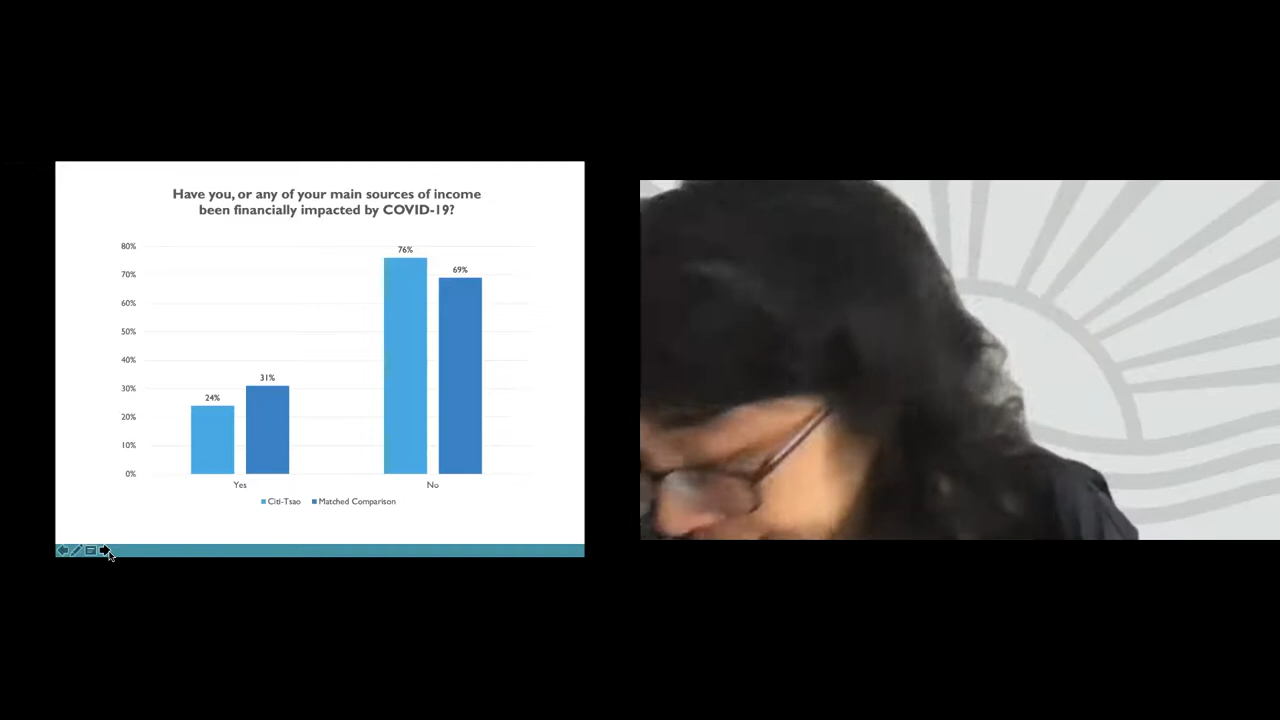 Have you, or any of your main sources of income
been financially impacted by COVID-19?
80%
70%
60%
50%
40%
30%
20%
10%
0%
24%
31%
76%
69%
Yes
No
Citi-Tsao
Matched Comparison